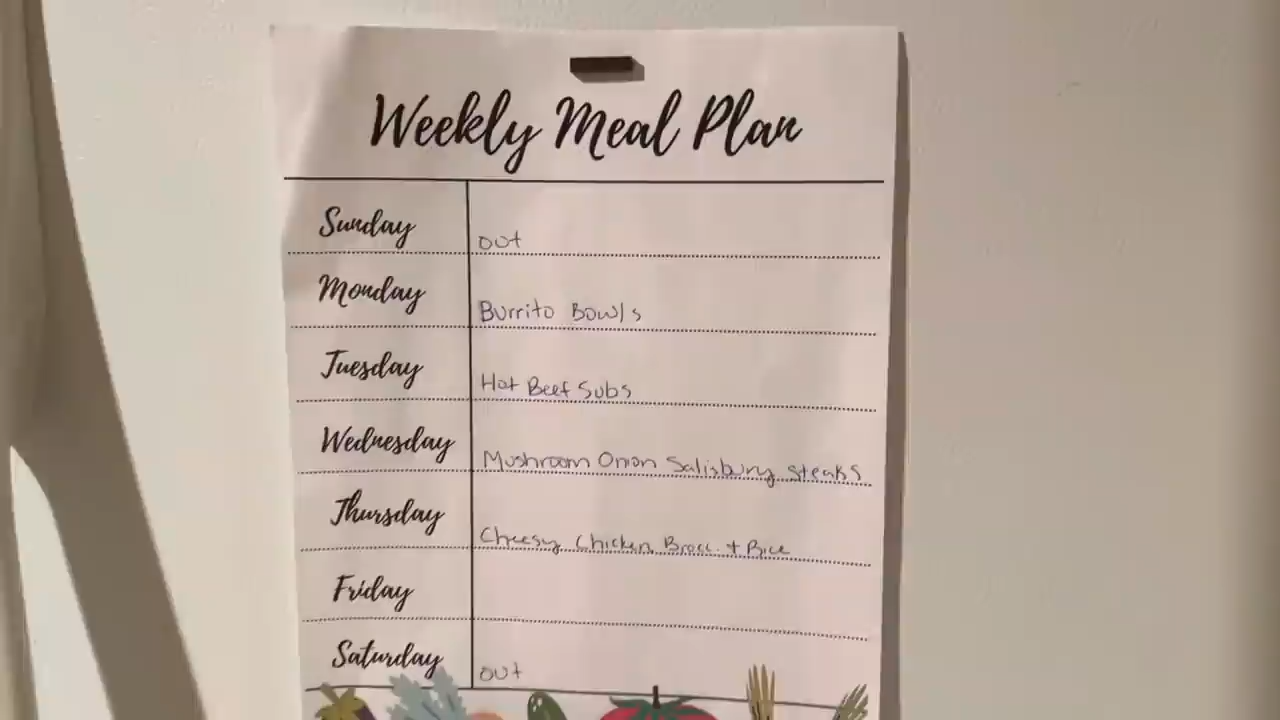 Weekly Meal Plan
Sunday out
Monday Burrito Bowls
Tuesday Hot Beef Subs
Wednesday Mushroom Onion Salisbury steaks
Thursday Cheesy Chicken, Brocc. + Rice
Friday
Saturday out